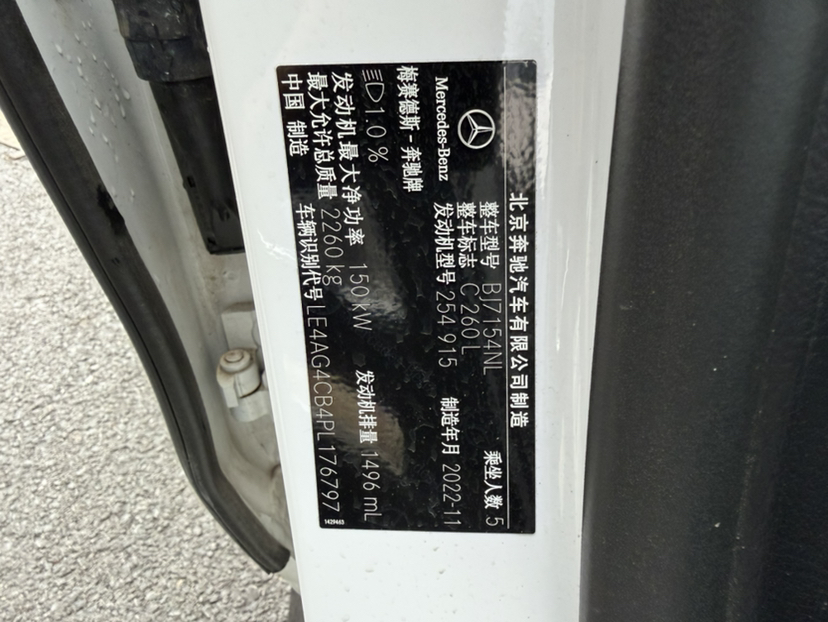 北京奔驰汽车有限公司制造
Mercedes-Benz
梅赛德斯-奔驰牌
整车型号 BJ7154NL
整车标志 C 260 L
乘坐人数 5
发动机型号 254 915
制造年月 2022-11
1.0 %
发动机最大净功率 150 kW
发动机排量 1496 mL
最大允许总质量 2260 kg
中国 制造
车辆识别代号 LE4AG4CB4PL176797
1429465